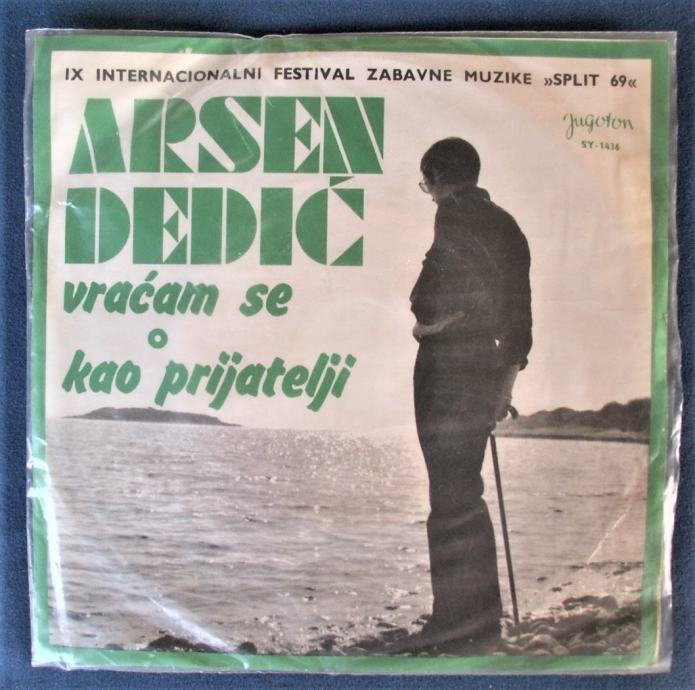 IX INTERNACIONALNI FESTIVAL ZABAVNE MUZIKE »SPLIT 69«
ARSEN
DEDIĆ
Jugoton
SY-1436
vraćam se
o
kao prijatelji